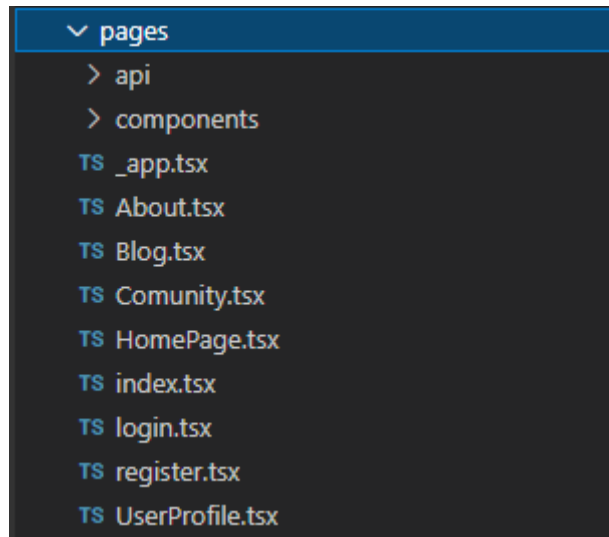 pages
api
components
TS _app.tsx
TS About.tsx
TS Blog.tsx
TS Comunity.tsx
TS HomePage.tsx
TS index.tsx
TS login.tsx
TS register.tsx
TS UserProfile.tsx